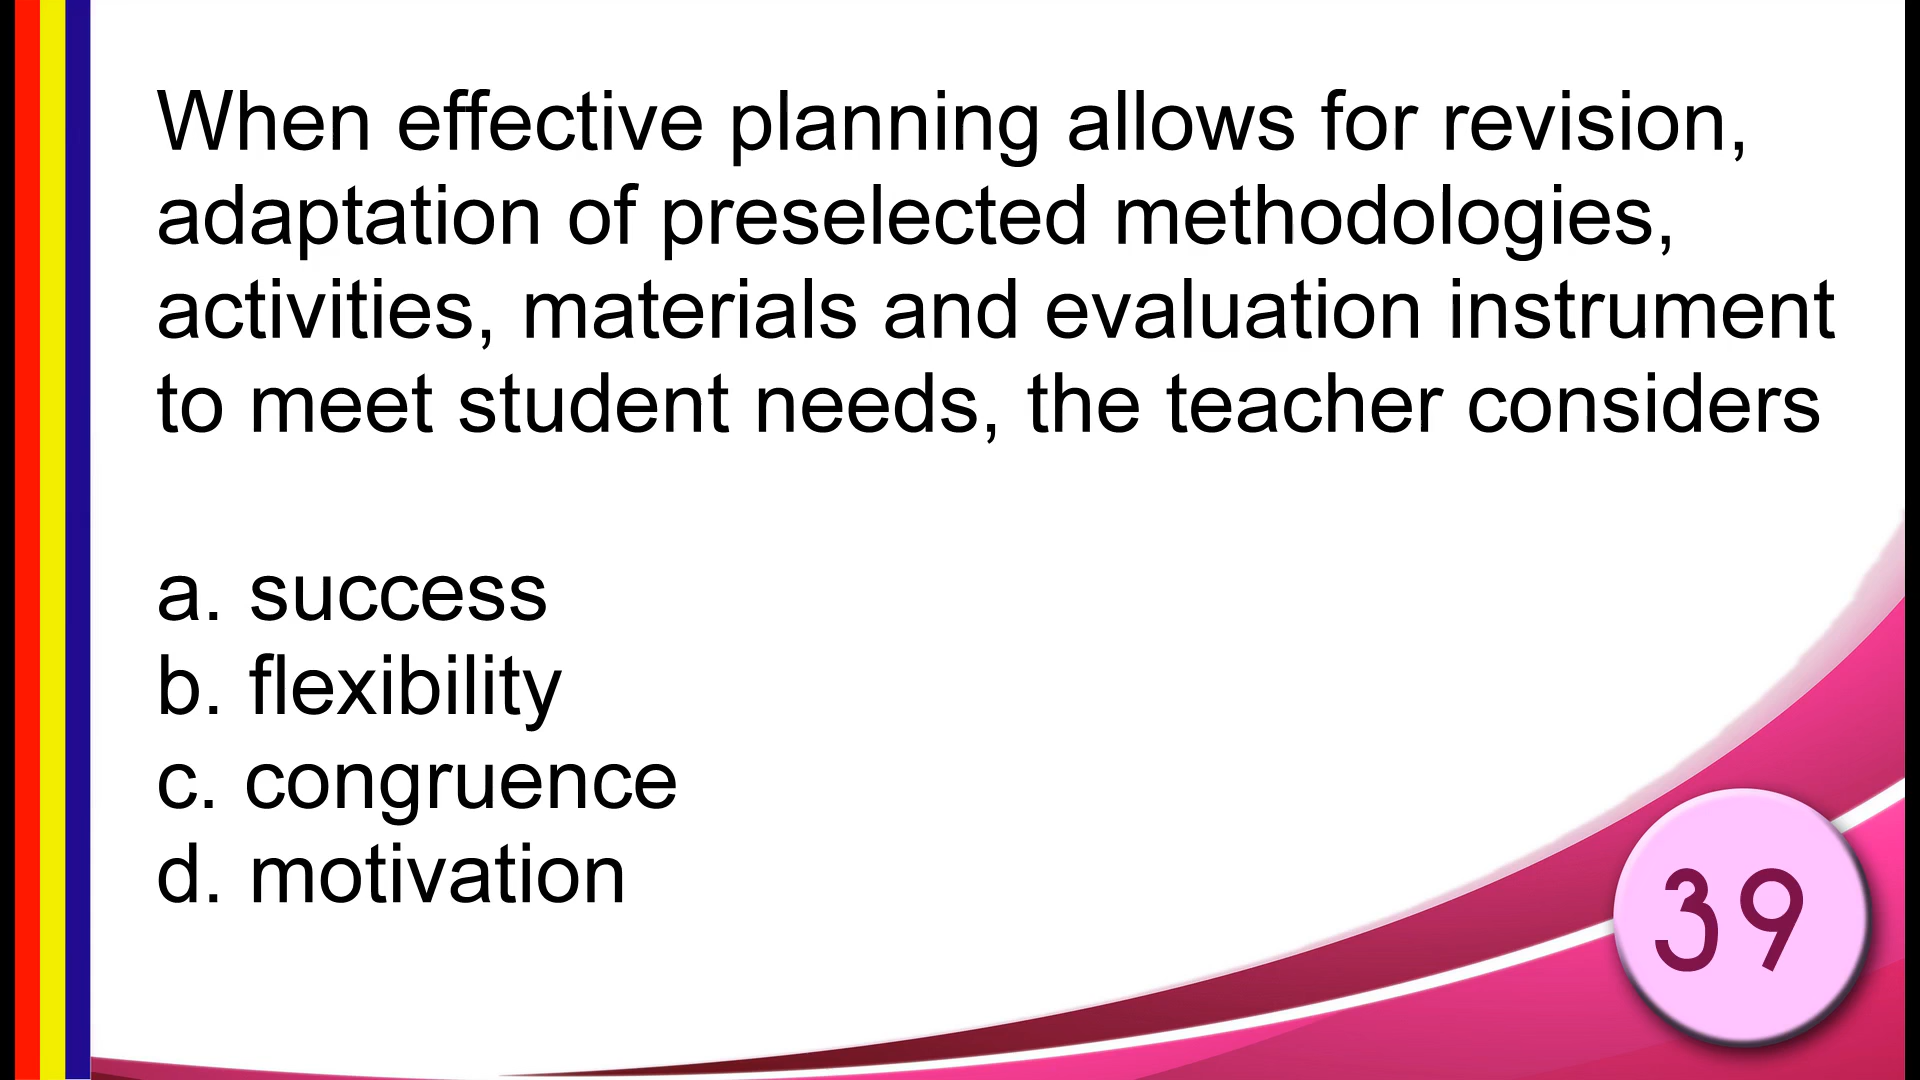 When effective planning allows for revision,
adaptation of preselected methodologies,
activities, materials and evaluation instrument
to meet student needs, the teacher considers
a. success
b. flexibility
c. congruence
d. motivation
39